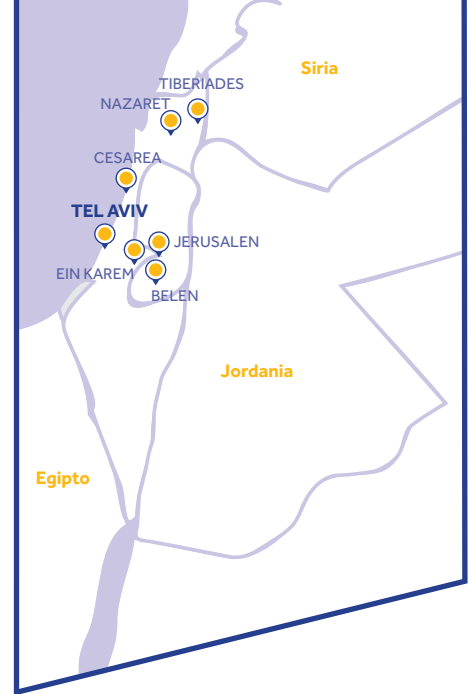 Siria
TIBERIADES
NAZARET
CESAREA
TEL AVIV
JERUSALEN
EIN KAREM
BELEN
Jordania
Egipto